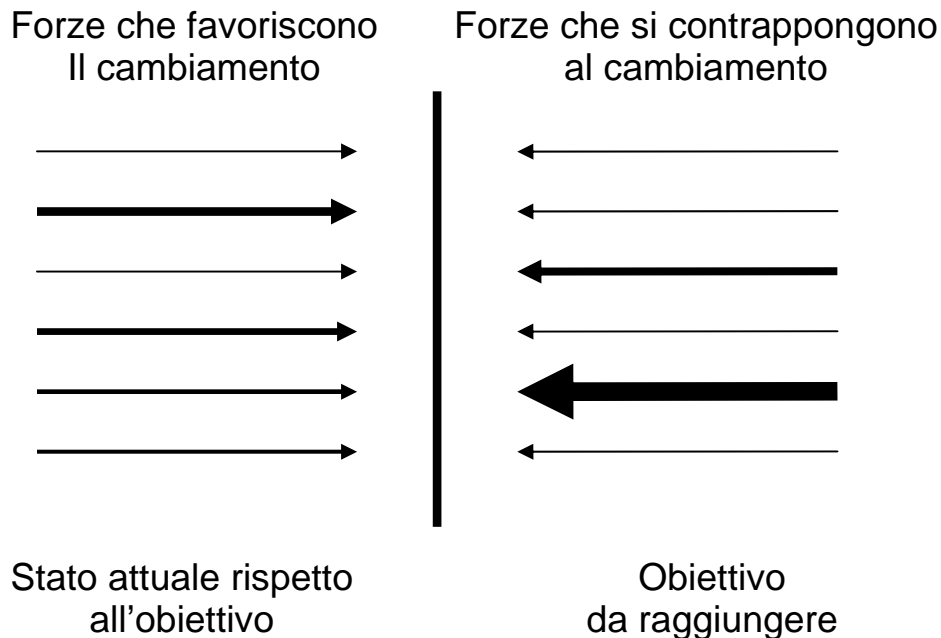 Forze che favoriscono
Il cambiamento
Forze che si contrappongono
al cambiamento
Stato attuale rispetto
all’obiettivo
Obiettivo
da raggiungere